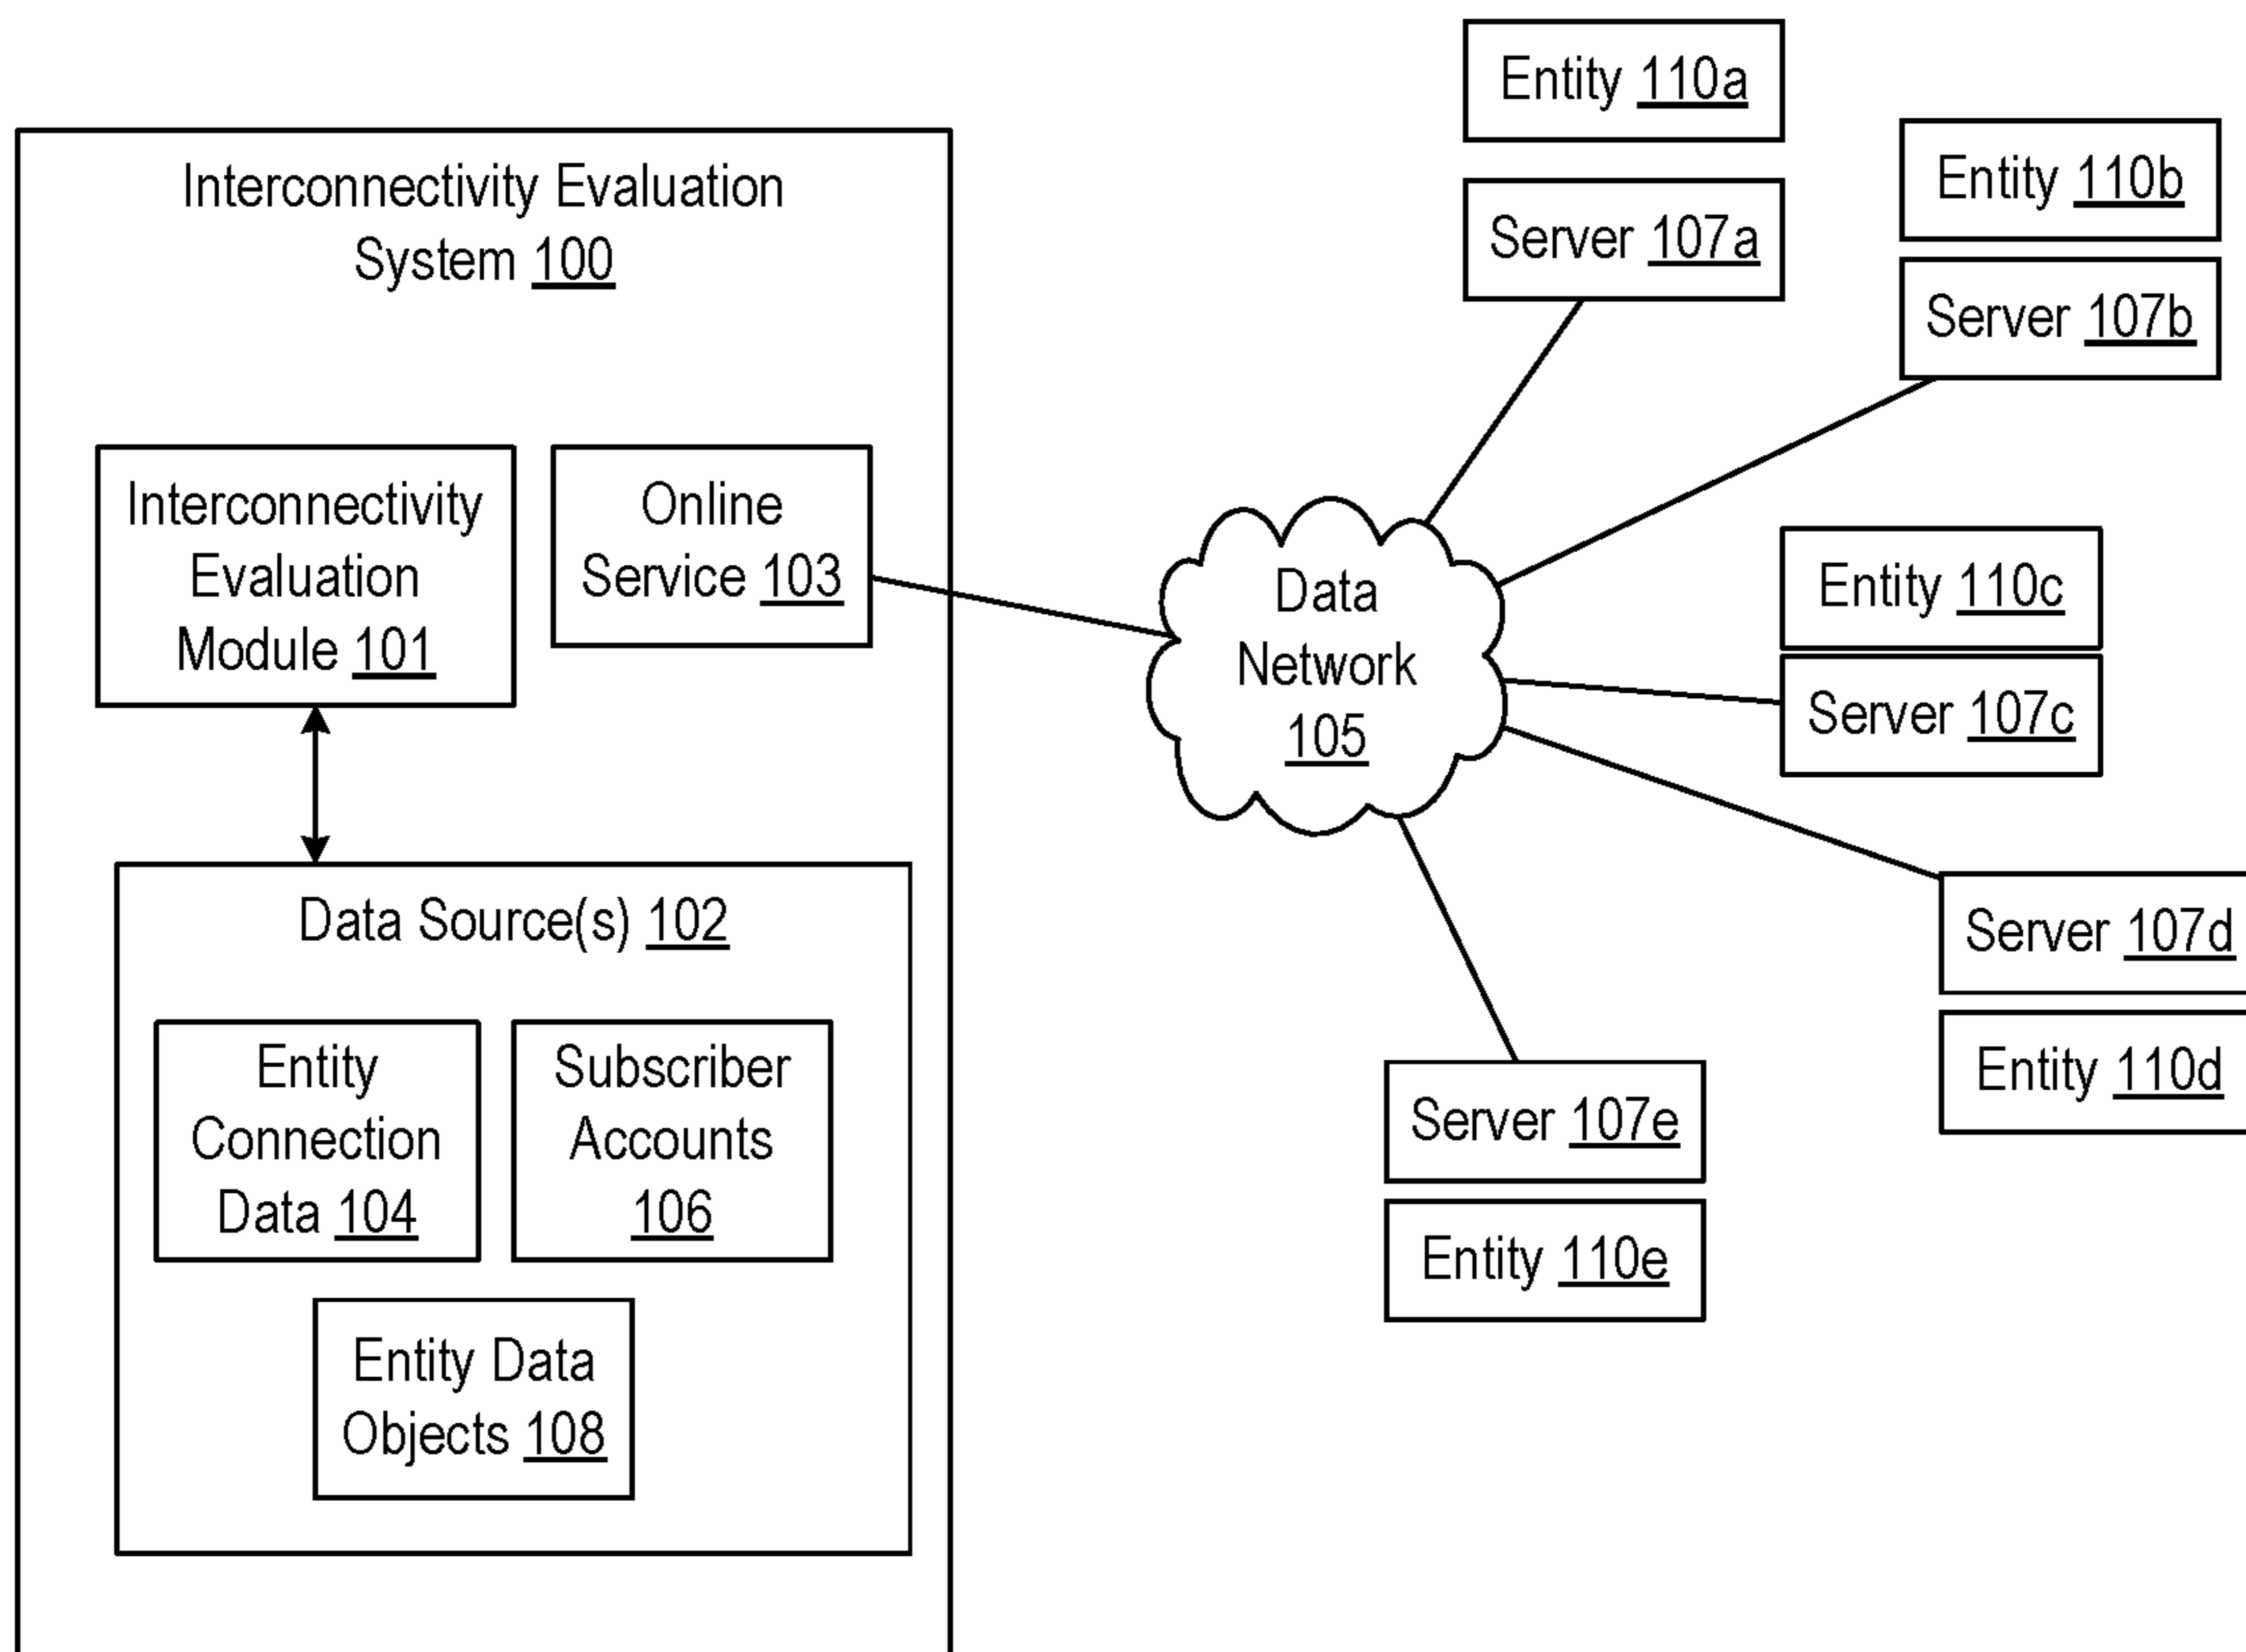 Interconnectivity Evaluation
System 100
Interconnectivity
Evaluation
Module 101
Online
Service 103
Data Source(s) 102
Entity
Connection
Data 104
Subscriber
Accounts
106
Entity Data
Objects 108
Data
Network
105
Entity 110a
Server 107a
Entity 110b
Server 107b
Entity 110c
Server 107c
Server 107d
Entity 110d
Server 107e
Entity 110e